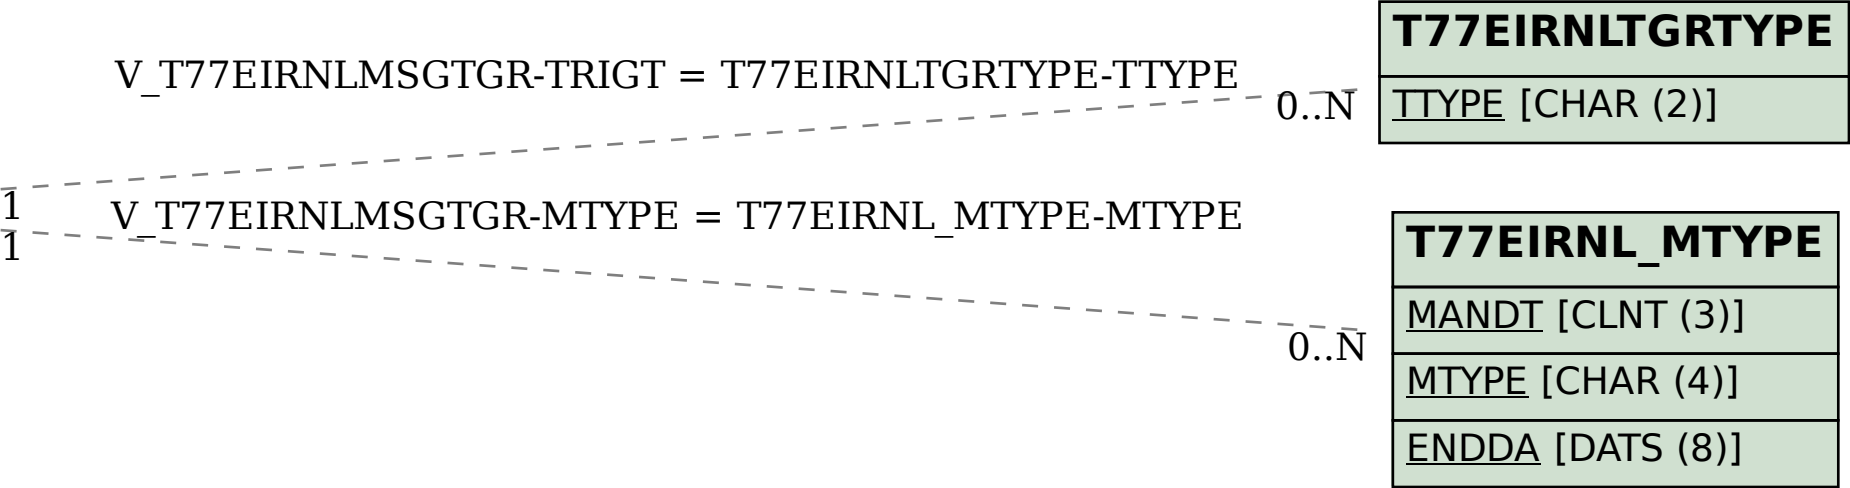 T77EIRNLTGRTYPE
TTYPE [CHAR (2)]
V_T77EIRNLMSGTGR-TRIGT = T77EIRNLTGRTYPE-TTYPE
0..N
1
V_T77EIRNLMSGTGR-MTYPE = T77EIRNL_MTYPE-MTYPE
1
0..N
T77EIRNL_MTYPE
MANDT [CLNT (3)]
MTYPE [CHAR (4)]
ENDDA [DATS (8)]